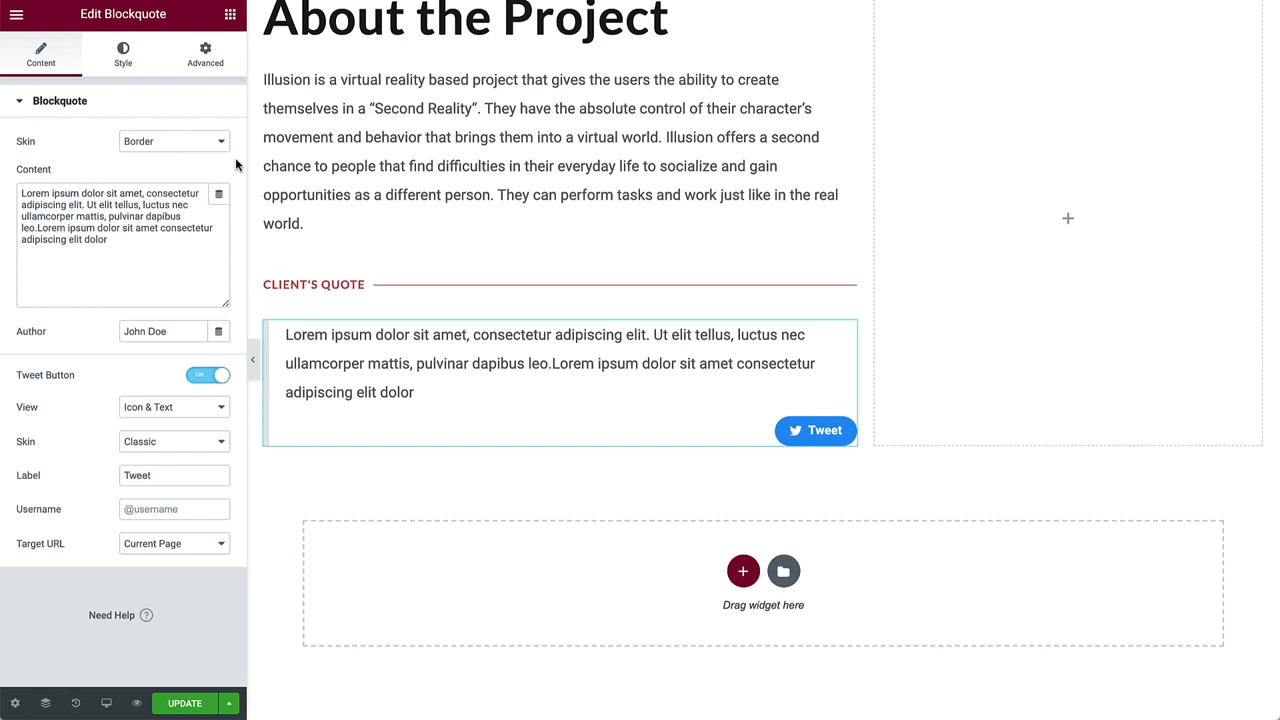 Edit Blockquote
Content
Style
Advanced
Blockquote
Skin
Border
Content
Lorem ipsum dolor sit amet, consectetur
adipiscing elit. Ut elit tellus, luctus nec
ullamcorper mattis, pulvinar dapibus
leo.Lorem ipsum dolor sit amet consectetur
adipiscing elit dolor
Author
John Doe
Tweet Button
ON
View
Icon & Text
Skin
Classic
Label
Tweet
Username
@username
Target URL
Current Page
Need Help ?
UPDATE
About the Project
Illusion is a virtual reality based project that gives the users the ability to create
themselves in a “Second Reality”. They have the absolute control of their character’s
movement and behavior that brings them into a virtual world. Illusion offers a second
chance to people that find difficulties in their everyday life to socialize and gain
opportunities as a different person. They can perform tasks and work just like in the real
world.
CLIENT'S QUOTE
Lorem ipsum dolor sit amet, consectetur adipiscing elit. Ut elit tellus, luctus nec
ullamcorper mattis, pulvinar dapibus leo.Lorem ipsum dolor sit amet consectetur
adipiscing elit dolor
Tweet
Drag widget here